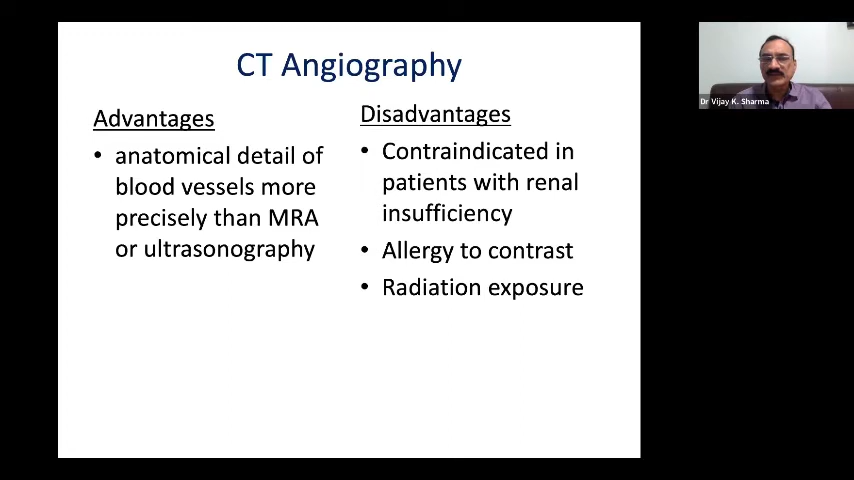 CT Angiography
Advantages
• anatomical detail of
blood vessels more
precisely than MRA
or ultrasonography
Disadvantages
• Contraindicated in
patients with renal
insufficiency
• Allergy to contrast
• Radiation exposure
Dr Vijay K. Sharma